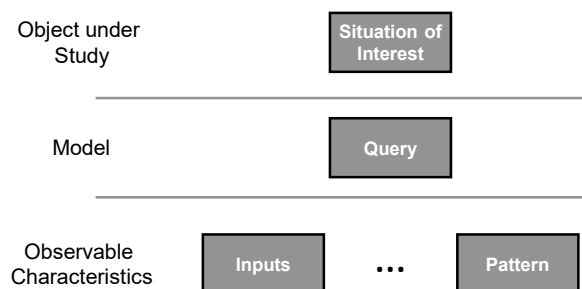 Object under
Study
Situation of
Interest
Model
Query
Observable
Characteristics
Inputs
...
Pattern